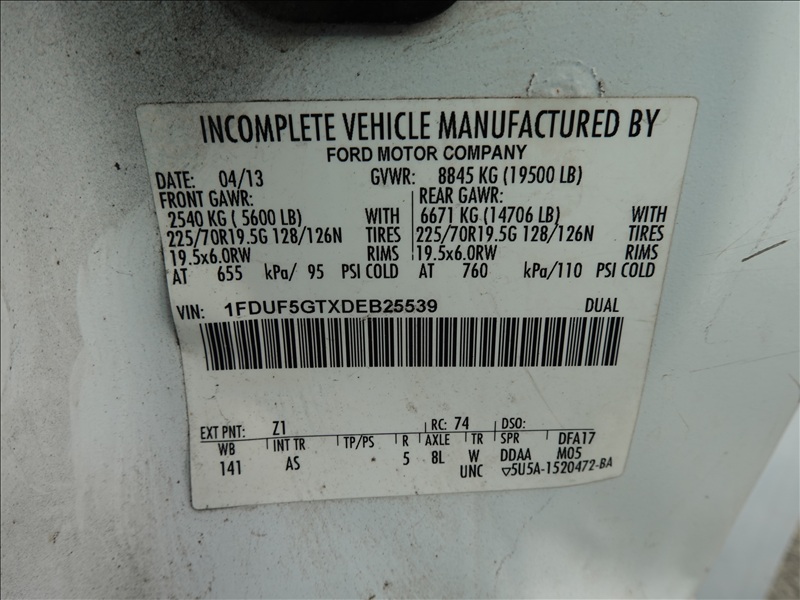 INCOMPLETE VEHICLE MANUFACTURED BY
FORD MOTOR COMPANY
DATE: 04/13 GVWR: 8845 KG (19500 LB)
FRONT GAWR: REAR GAWR:
2540 KG ( 5600 LB) WITH 6671 KG (14706 LB) WITH
225/70R19.5G 128/126N TIRES 225/70R19.5G 128/126N TIRES
19.5x6.0RW RIMS 19.5x6.0RW RIMS
AT 655 kPa/ 95 PSI COLD AT 760 kPa/110 PSI COLD
VIN: 1FDUF5GTXDEB25539 DUAL
EXT PNT: Z1 RC: 74 DSO:
WB INT TR TP/PS R AXLE TR SPR DFA17
141 AS 5 8L W DDAA M05
UNC ▽5U5A-1520472-BA